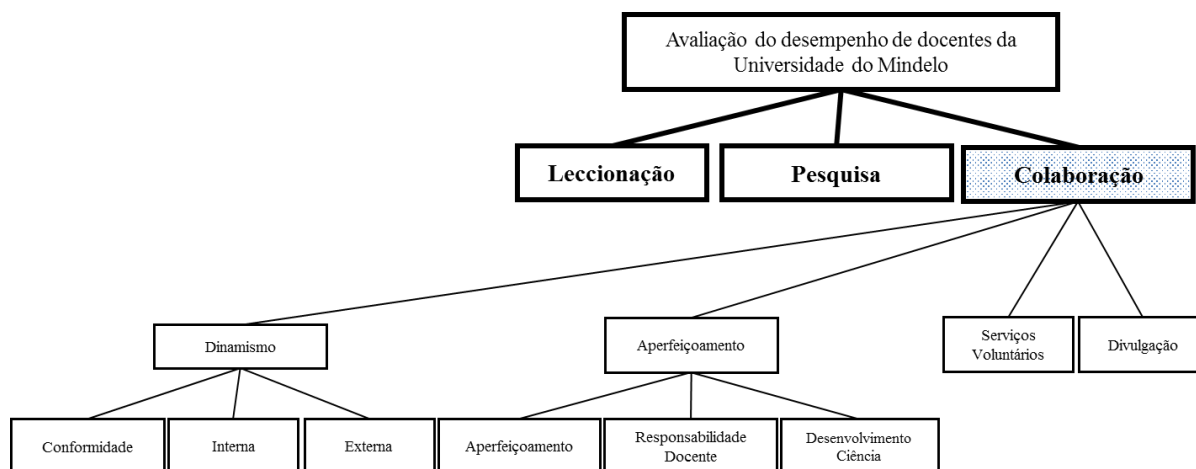 Avaliação do desempenho de docentes da
Universidade do Mindelo
Leccionação
Pesquisa
Colaboração
Dinamismo
Aperfeiçoamento
Serviços
Voluntários
Divulgação
Conformidade
Interna
Externa
Aperfeiçoamento
Responsabilidade
Docente
Desenvolvimento
Ciência